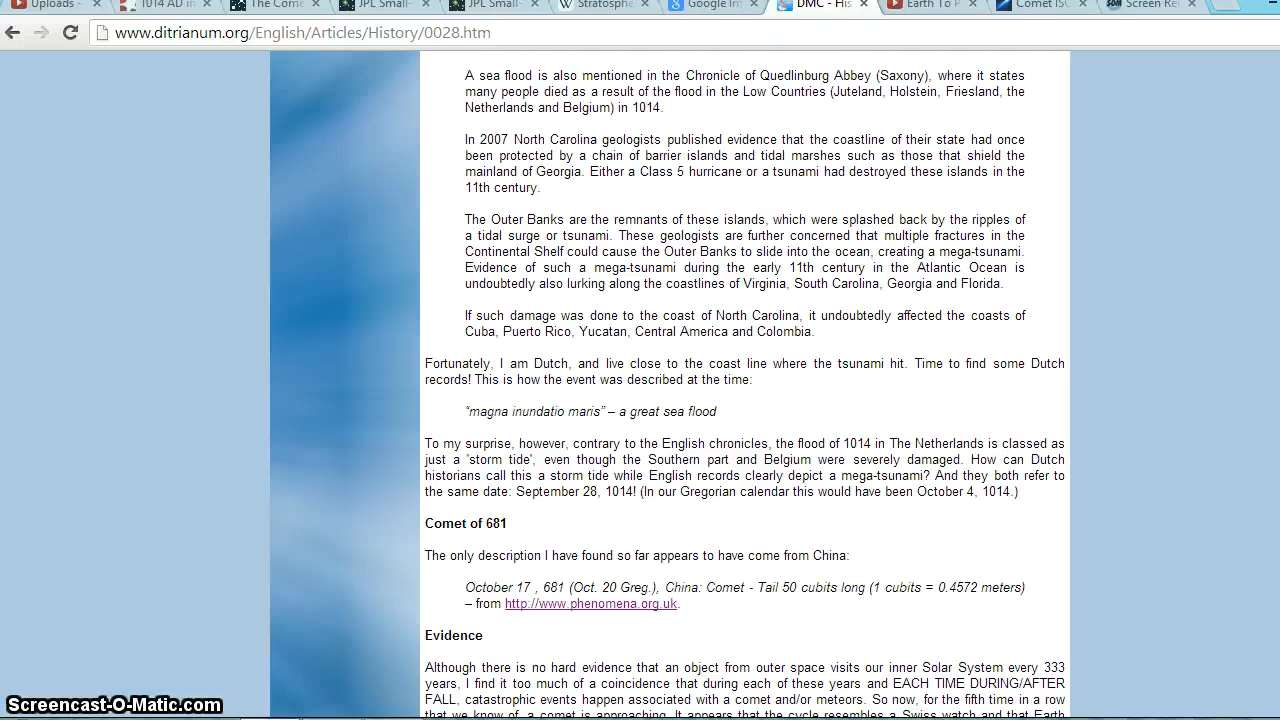 Uploads -
1014 AD in
The Come
JPL Small-
JPL Small-
Stratosphe
Google Im
DMC - His
Earth To P
Comet ISO
Screen Re
www.ditrianum.org/English/Articles/History/0028.htm
A sea flood is also mentioned in the Chronicle of Quedlinburg Abbey (Saxony), where it states
many people died as a result of the flood in the Low Countries (Juteland, Holstein, Friesland, the
Netherlands and Belgium) in 1014.
In 2007 North Carolina geologists published evidence that the coastline of their state had once
been protected by a chain of barrier islands and tidal marshes such as those that shield the
mainland of Georgia. Either a Class 5 hurricane or a tsunami had destroyed these islands in the
11th century.
The Outer Banks are the remnants of these islands, which were splashed back by the ripples of
a tidal surge or tsunami. These geologists are further concerned that multiple fractures in the
Continental Shelf could cause the Outer Banks to slide into the ocean, creating a mega-tsunami.
Evidence of such a mega-tsunami during the early 11th century in the Atlantic Ocean is
undoubtedly also lurking along the coastlines of Virginia, South Carolina, Georgia and Florida.
If such damage was done to the coast of North Carolina, it undoubtedly affected the coasts of
Cuba, Puerto Rico, Yucatan, Central America and Colombia.
Fortunately, I am Dutch, and live close to the coast line where the tsunami hit. Time to find some Dutch
records! This is how the event was described at the time:
"magna inundatio maris" – a great sea flood
To my surprise, however, contrary to the English chronicles, the flood of 1014 in The Netherlands is classed as
just a 'storm tide', even though the Southern part and Belgium were severely damaged. How can Dutch
historians call this a storm tide while English records clearly depict a mega-tsunami? And they both refer to
the same date: September 28, 1014! (In our Gregorian calendar this would have been October 4, 1014.)
Comet of 681
The only description I have found so far appears to have come from China:
October 17 , 681 (Oct. 20 Greg.), China: Comet - Tail 50 cubits long (1 cubits = 0.4572 meters)
– from http://www.phenomena.org.uk.
Evidence
Although there is no hard evidence that an object from outer space visits our inner Solar System every 333
years, I find it too much of a coincidence that during each of these years and EACH TIME DURING/AFTER
FALL, catastrophic events happen associated with a comet and/or meteors. So now, for the fifth time in a row
that we know of, a comet is approaching. It appears that the cycle resembles a Swiss watch and that Earth
Screencast-O-Matic.com